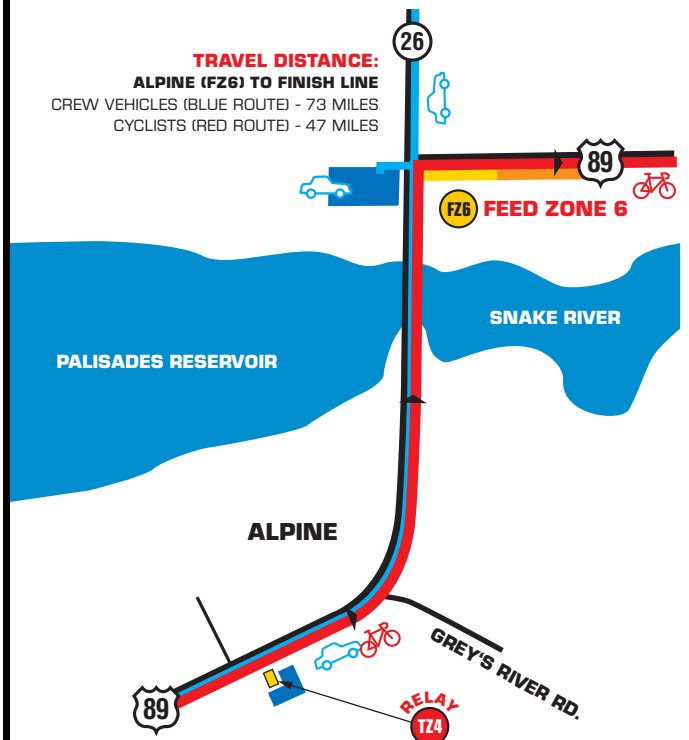 26
TRAVEL DISTANCE:
ALPINE (FZ6) TO FINISH LINE
CREW VEHICLES (BLUE ROUTE) - 73 MILES
CYCLISTS (RED ROUTE) - 47 MILES
89
FZ6 FEED ZONE 6
SNAKE RIVER
PALISADES RESERVOIR
ALPINE
GREY'S RIVER RD.
89
RELAY
TZ4